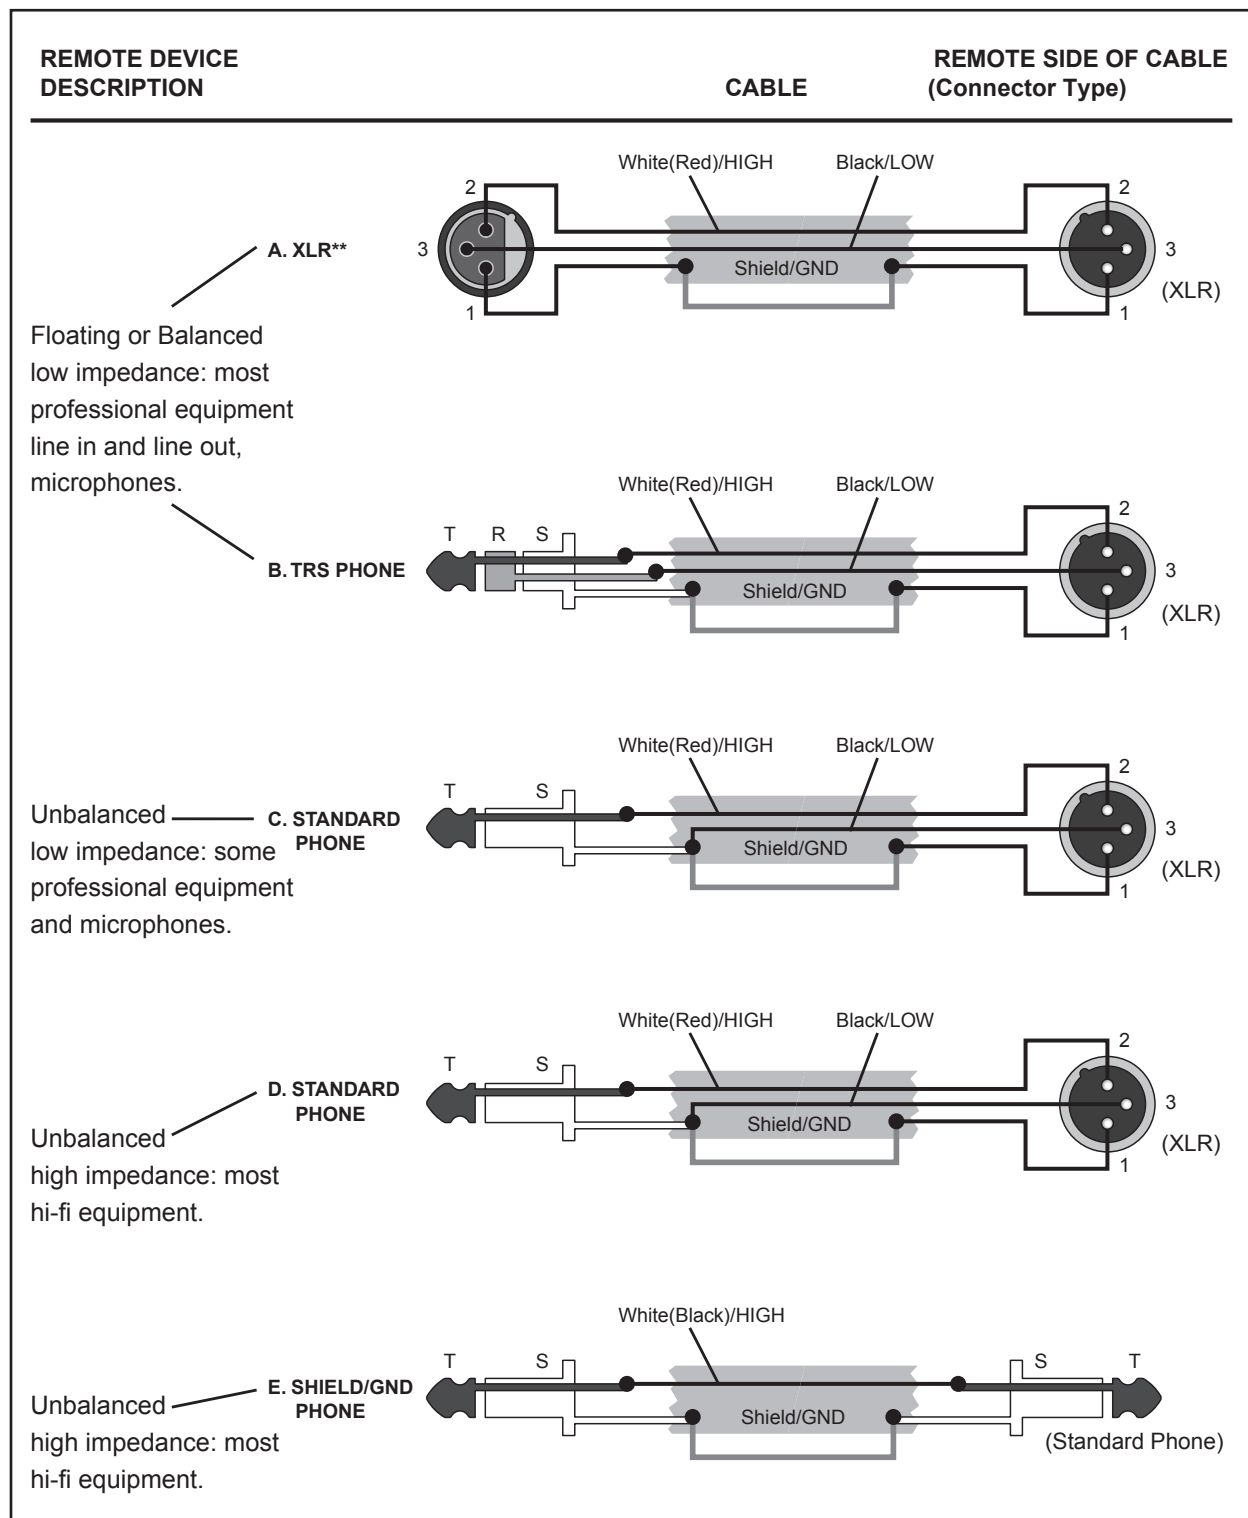 REMOTE DEVICE
DESCRIPTION
CABLE
REMOTE SIDE OF CABLE
(Connector Type)
White(Red)/HIGH
Black/LOW
2
2
A. XLR**
3
Shield/GND
3
(XLR)
1
1
Floating or Balanced
low impedance: most
professional equipment
line in and line out,
microphones.
White(Red)/HIGH
Black/LOW
2
T R S
B. TRS PHONE
Shield/GND
3
(XLR)
1
White(Red)/HIGH
Black/LOW
2
T S
Unbalanced
low impedance: some
professional equipment
and microphones.
C. STANDARD
PHONE
Shield/GND
3
(XLR)
1
White(Red)/HIGH
Black/LOW
2
T S
D. STANDARD
PHONE
Shield/GND
3
(XLR)
1
Unbalanced
high impedance: most
hi-fi equipment.
White(Black)/HIGH
T S
S T
E. SHIELD/GND
PHONE
Shield/GND
(Standard Phone)
Unbalanced
high impedance: most
hi-fi equipment.